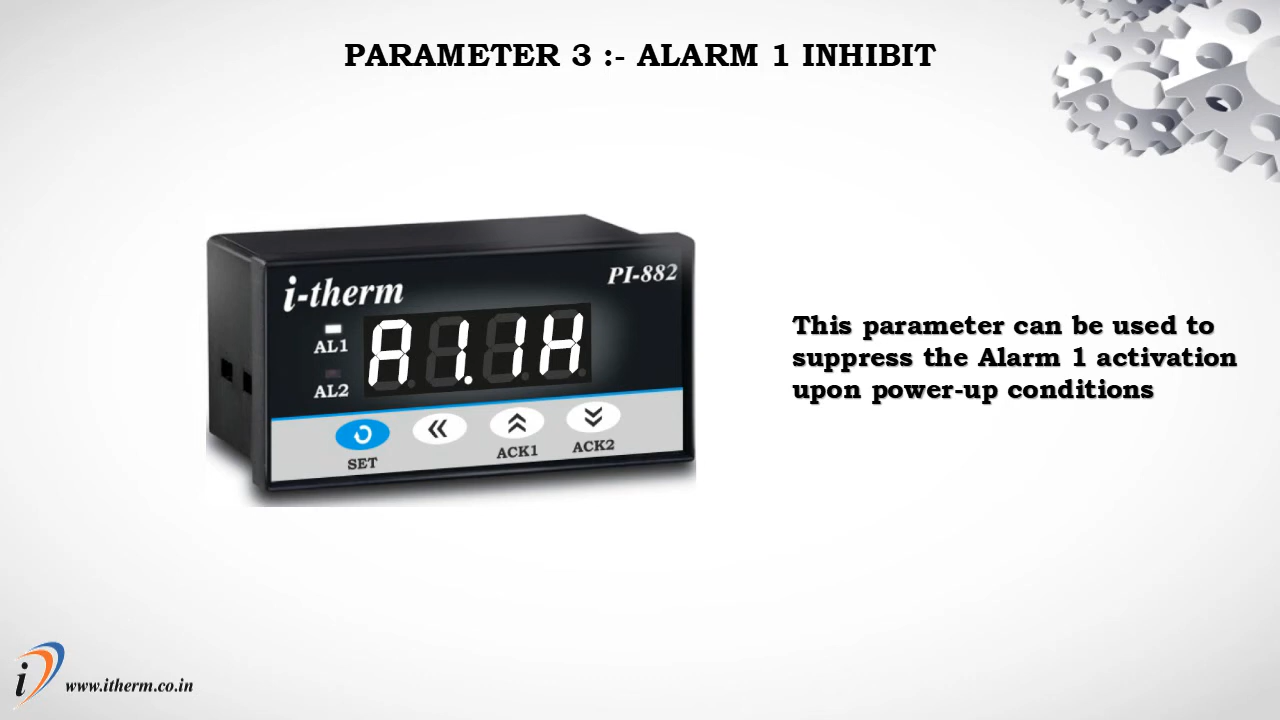 PARAMETER 3 :- ALARM 1 INHIBIT
i-therm
PI-882
AL1
AL2
A1.1H
SET
ACK1
ACK2
This parameter can be used to
suppress the Alarm 1 activation
upon power-up conditions
i
www.itherm.co.in